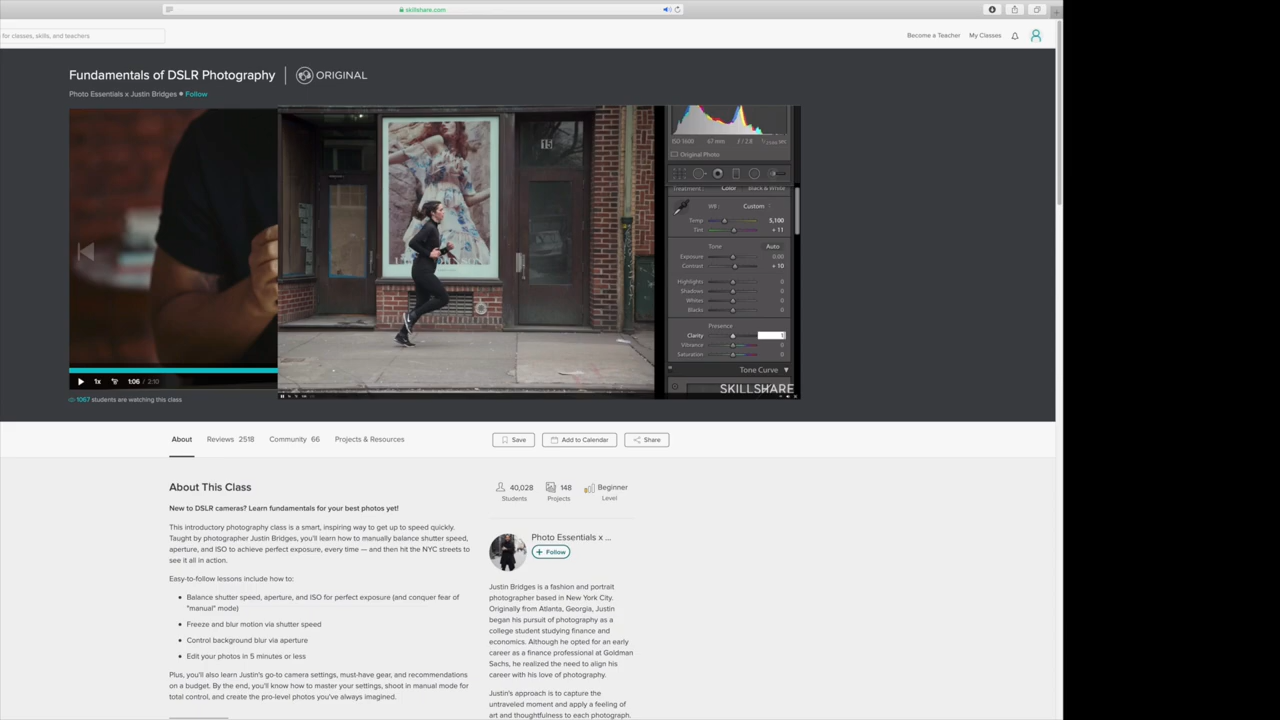 skillshare.com
for classes, skills, and teachers
Become a Teacher
My Classes
Fundamentals of DSLR Photography
ORIGINAL
Photo Essentials x Justin Bridges • Follow
15
ISO 1600 67 mm f / 2.8
Original Photo
Treatment: Color Black & White
WB: Custom
Temp 5,100
Tint + 11
Tone Auto
Exposure 0.00
Contrast + 10
Highlights 0
Shadows 0
Whites 0
Blacks 0
Presence
Clarity 1
Vibrance 0
Saturation 0
Tone Curve
SKILLSHARE
1x 1:06 / 2:10
1067 students are watching this class
About
Reviews 2518
Community 66
Projects & Resources
Save
Add to Calendar
Share
About This Class
New to DSLR cameras? Learn fundamentals for your best photos yet!
This introductory photography class is a smart, inspiring way to get up to speed quickly.
Taught by photographer Justin Bridges, you'll learn how to manually balance shutter speed,
aperture, and ISO to achieve perfect exposure, every time — and then hit the NYC streets to
see it all in action.
Easy-to-follow lessons include how to:
• Balance shutter speed, aperture, and ISO for perfect exposure (and conquer fear of
"manual" mode)
• Freeze and blur motion via shutter speed
• Control background blur via aperture
• Edit your photos in 5 minutes or less
Plus, you'll also learn Justin's go-to camera settings, must-have gear, and recommendations
on a budget. By the end, you'll know how to master your settings, shoot in manual mode for
total control, and create the pro-level photos you've always imagined.
40,028
Students
148
Projects
Beginner
Level
Photo Essentials x ...
+ Follow
Justin Bridges is a fashion and portrait
photographer based in New York City.
Originally from Atlanta, Georgia, Justin
began his pursuit of photography as a
college student studying finance and
economics. Although he opted for an early
career as a finance professional at Goldman
Sachs, he realized the need to align his
career with his love of photography.
Justin's approach is to capture the
untraveled moment and apply a feeling of
art and thoughtfulness to each photograph.